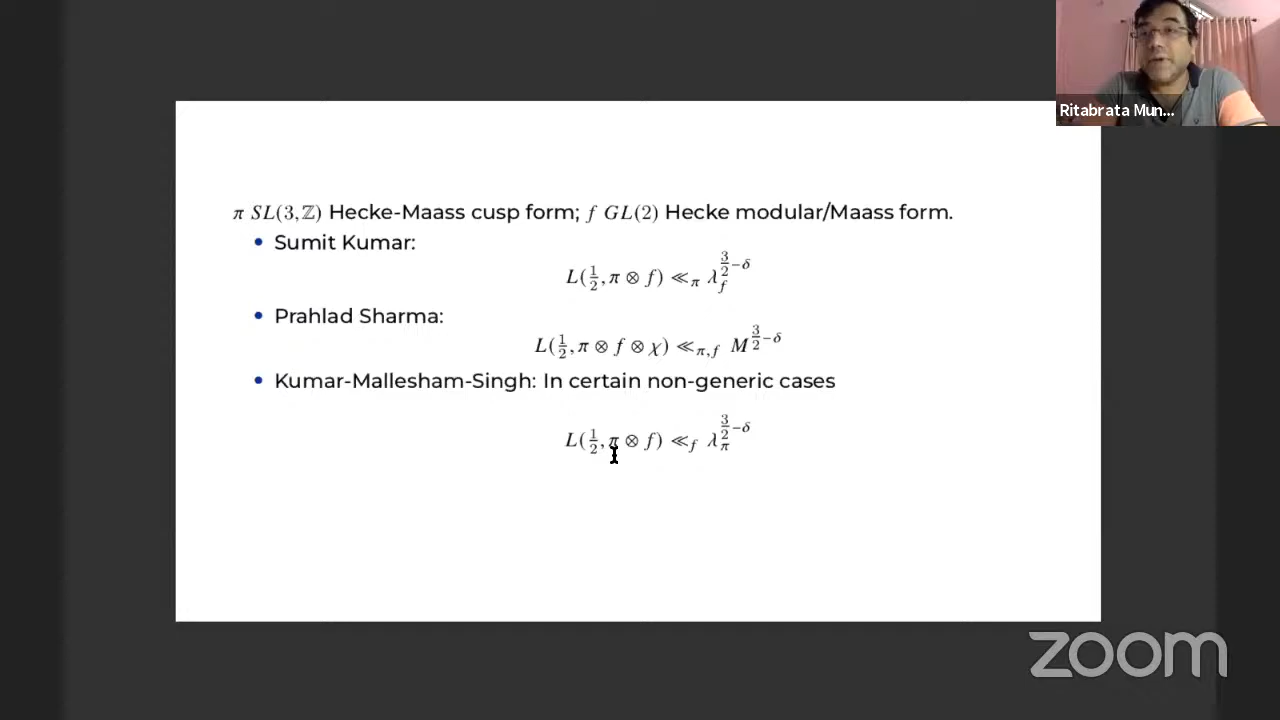 Ritabrata Mun...
π SL(3,ℤ) Hecke-Maass cusp form; f GL(2) Hecke modular/Maass form.
• Sumit Kumar:
L(1/2, π ⊗ f) ≪_π λ_f^{3/2−δ}
• Prahlad Sharma:
L(1/2, π ⊗ f ⊗ χ) ≪_{π,f} M^{3/2−δ}
• Kumar-Mallesham-Singh: In certain non-generic cases
L(1/2, π ⊗ f) ≪_f λ_π^{3/2−δ}
zoom